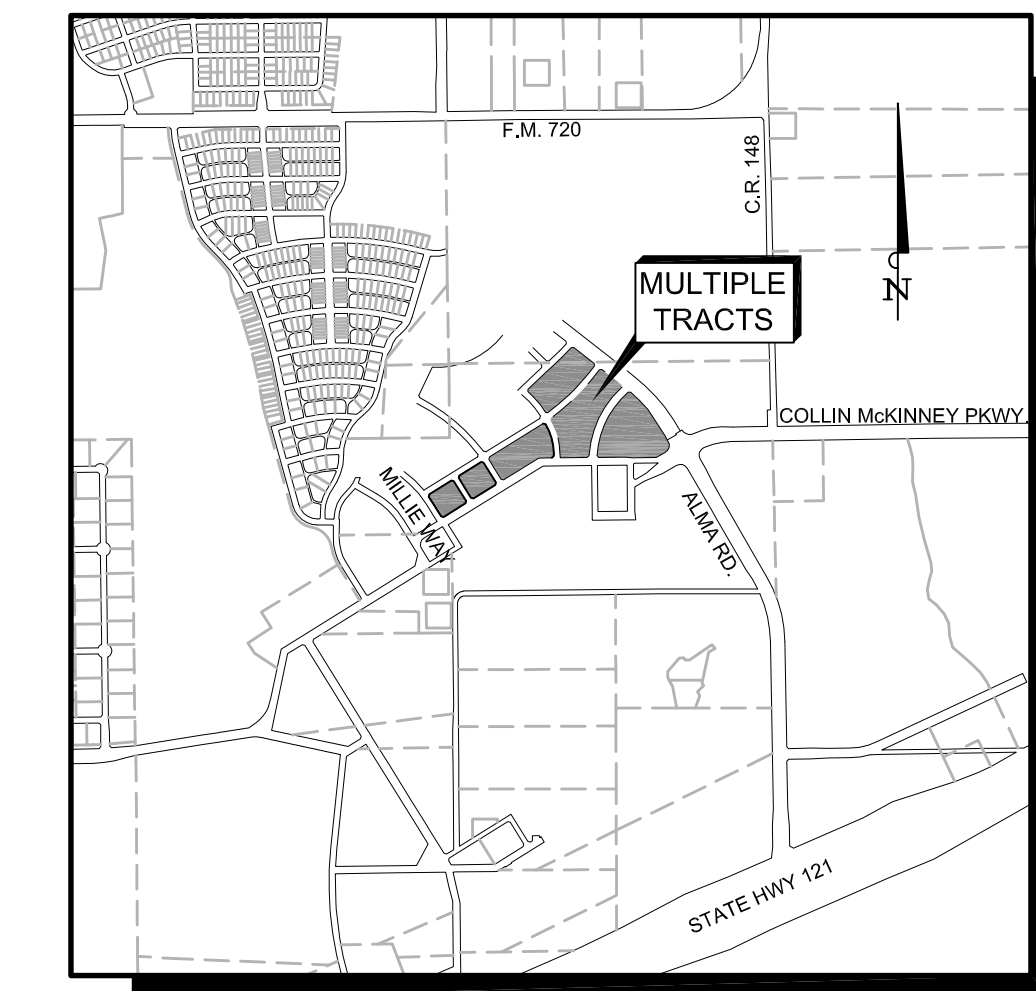 F.M. 720
C.R. 148
MULTIPLE
TRACTS
N
COLLIN McKINNEY PKWY.
MILLIE WAY
ALMA RD.
STATE HWY 121